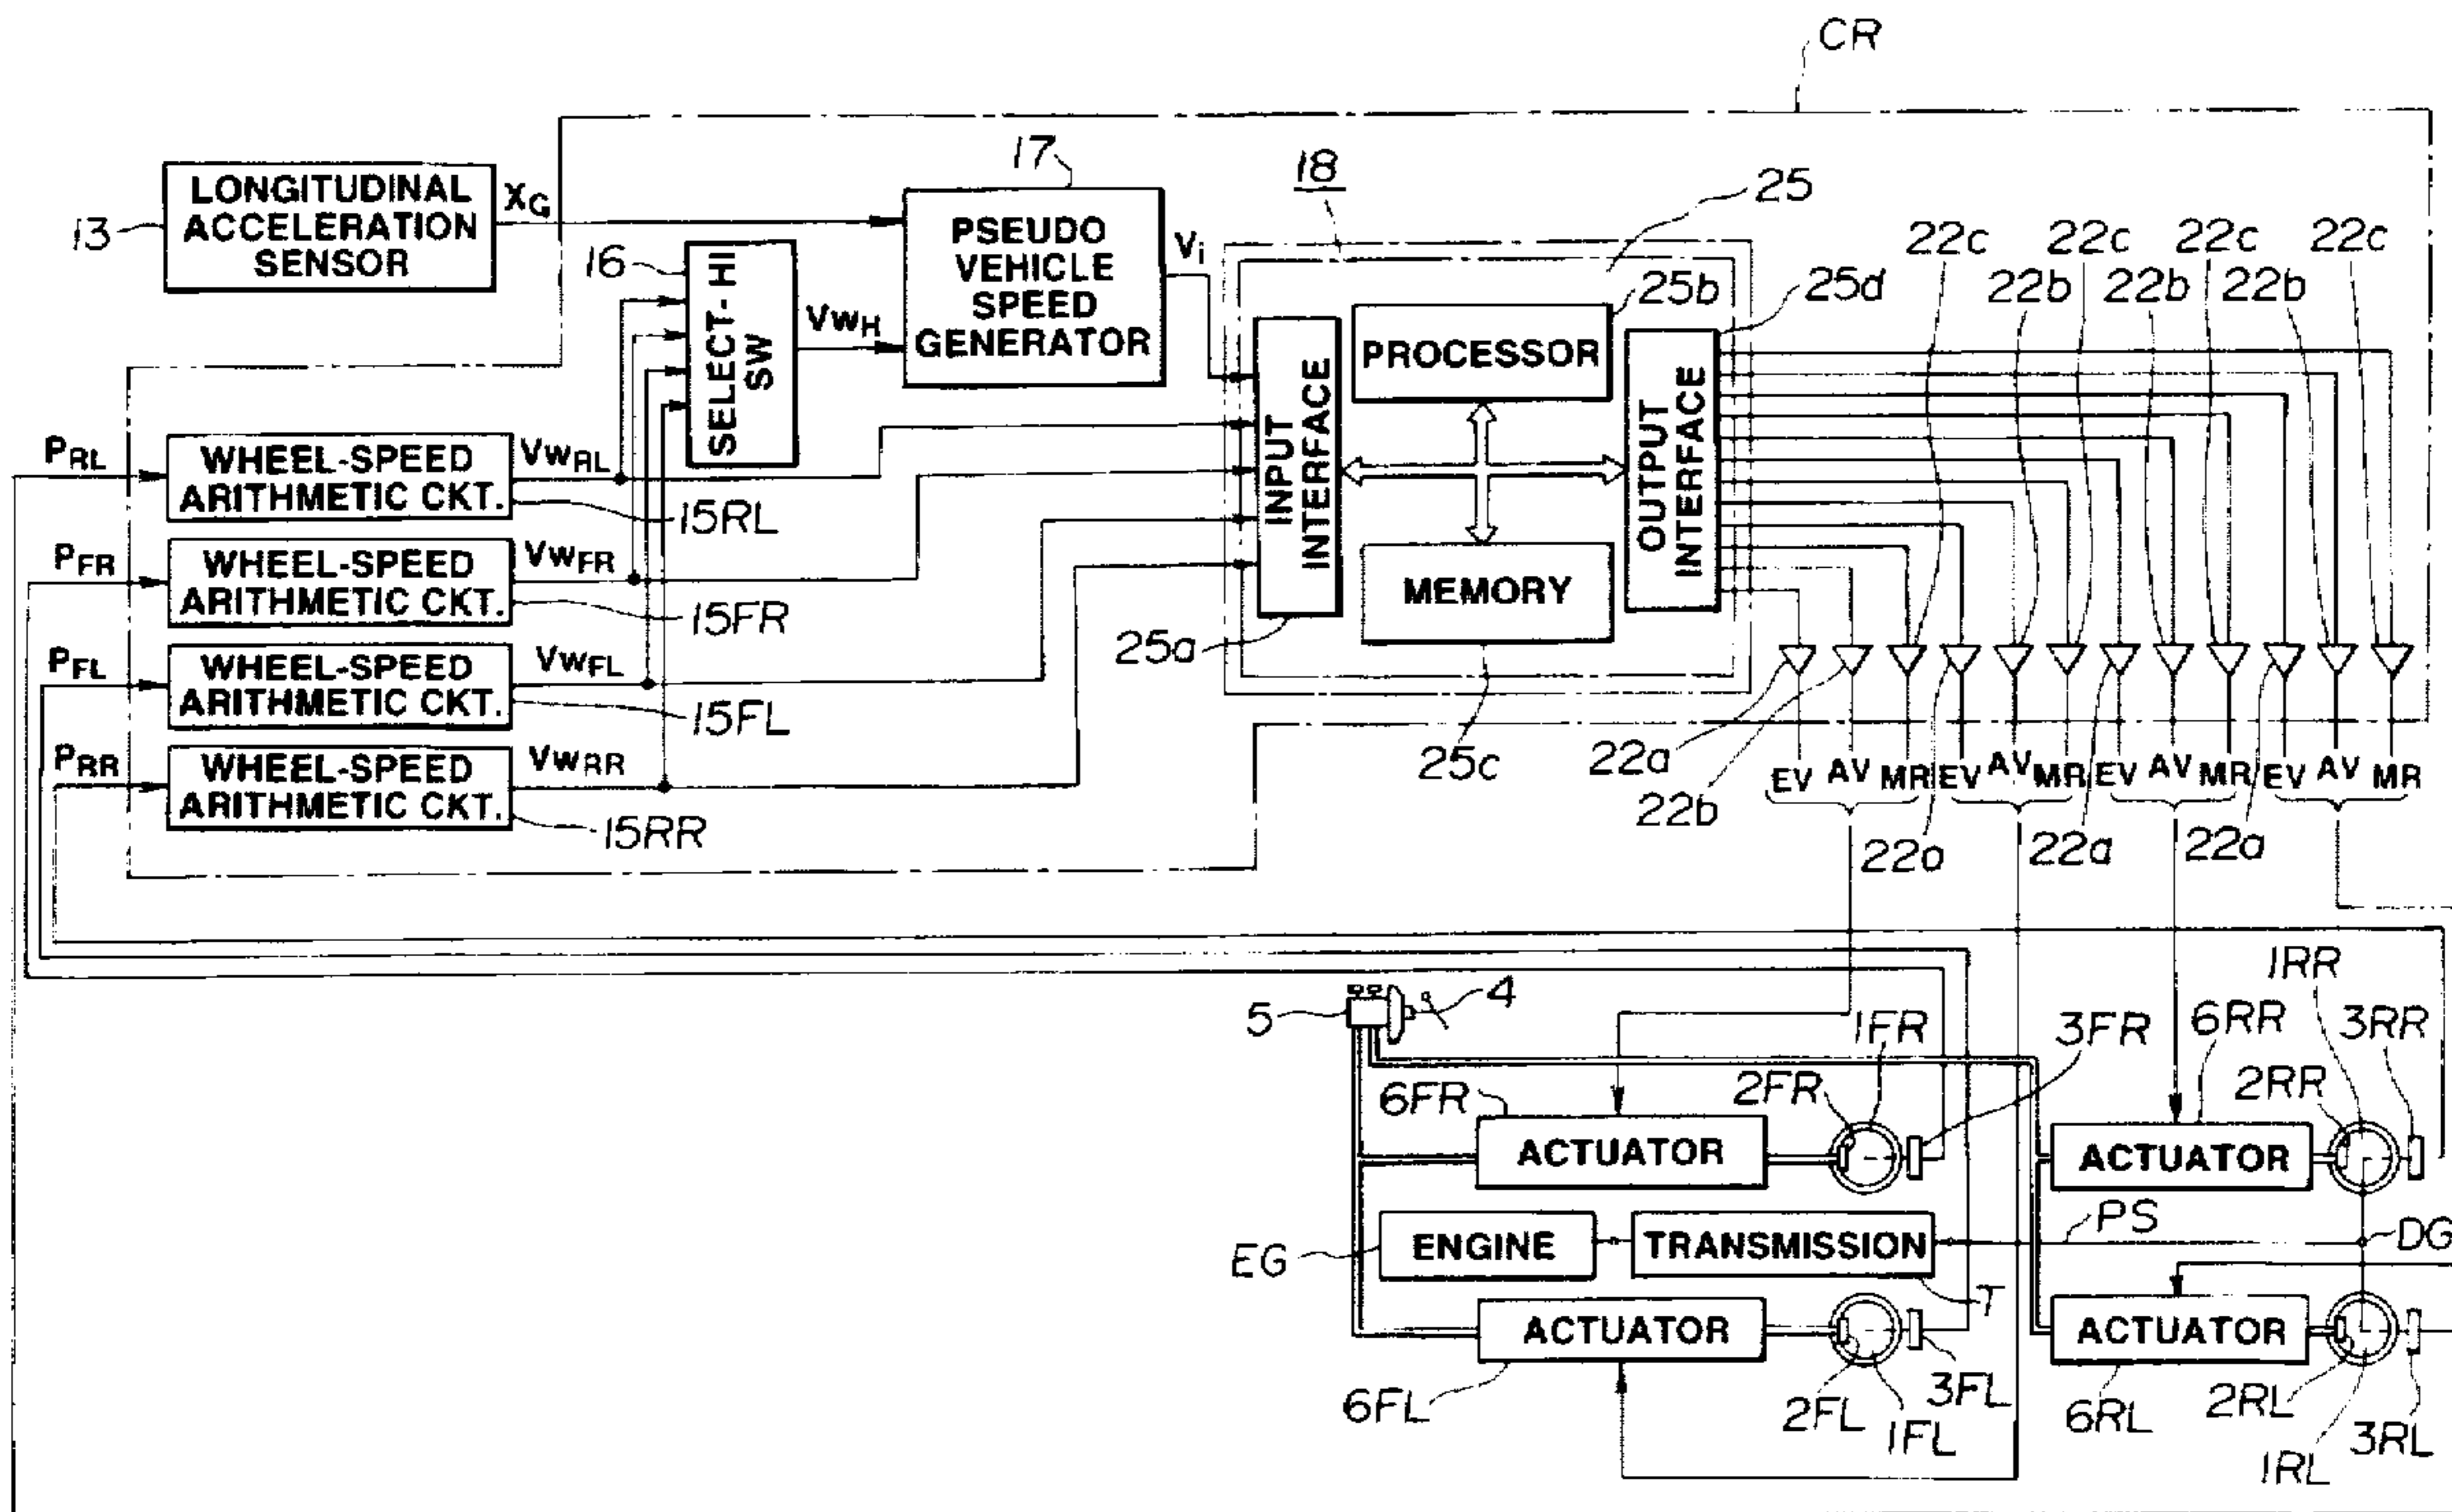 CR
17
18
25
LONGITUDINAL
ACCELERATION
SENSOR
13
XG
16
SELECT-HI
SW
VwH
PSEUDO
VEHICLE
SPEED
GENERATOR
Vi
25b
25d
22c 22c 22c 22c
22b 22b 22b
INPUT
INTERFACE
PROCESSOR
OUTPUT
INTERFACE
MEMORY
25a
25c
PRL
WHEEL-SPEED
ARITHMETIC CKT.
VwRL
15RL
PFR
WHEEL-SPEED
ARITHMETIC CKT.
VwFR
15FR
PFL
WHEEL-SPEED
ARITHMETIC CKT.
VwFL
15FL
PRR
WHEEL-SPEED
ARITHMETIC CKT.
VwRR
15RR
22a
22b
EV AV MR EV AV MR EV AV MR EV AV MR
22a 22a 22a
5
4
1FR
3FR
1RR
6RR
3RR
6FR
2FR
2RR
ACTUATOR
ACTUATOR
EG
ENGINE
TRANSMISSION
PS
DG
T
ACTUATOR
ACTUATOR
6FL
2FL
1FL
3FL
6RL
2RL
1RL
3RL